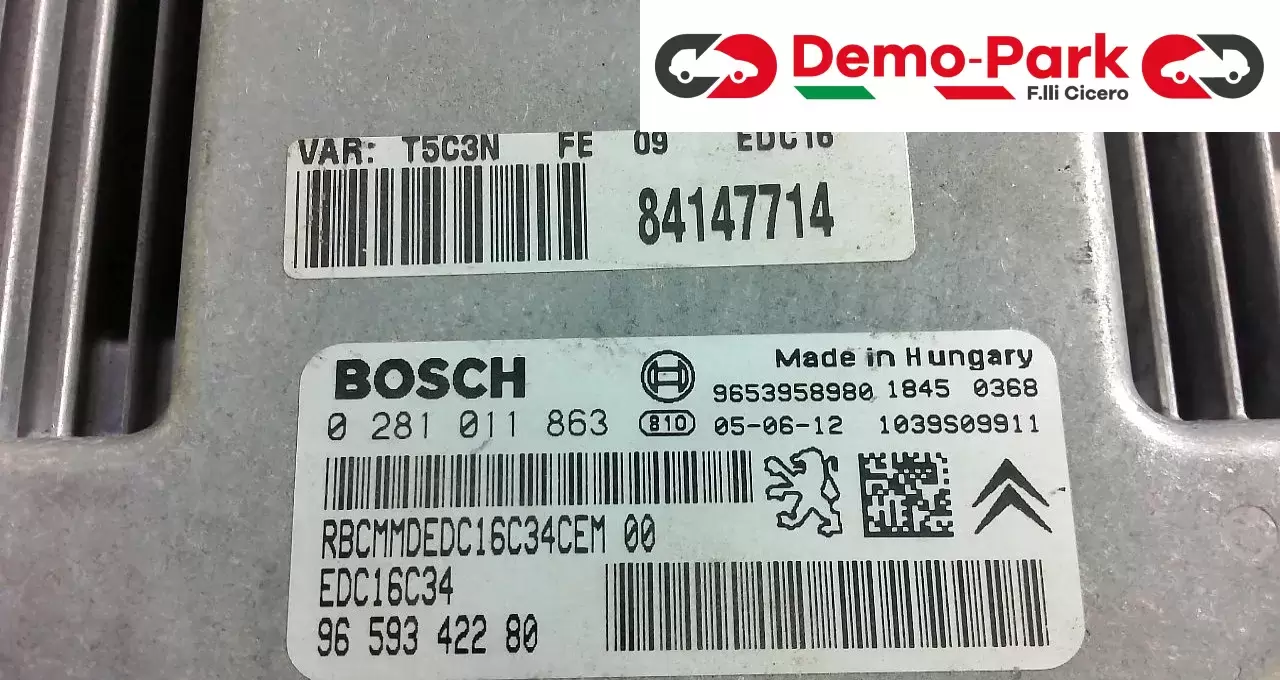 Demo-Park
F.lli Cicero
VAR: T5C3N FE 09 EDC16
84147714
BOSCH
Made in Hungary
9653958980 1845 0368
0 281 011 863 810 05-06-12 1039S09911
RBCMMDEDC16C34CEM 00
EDC16C34
96 593 422 80